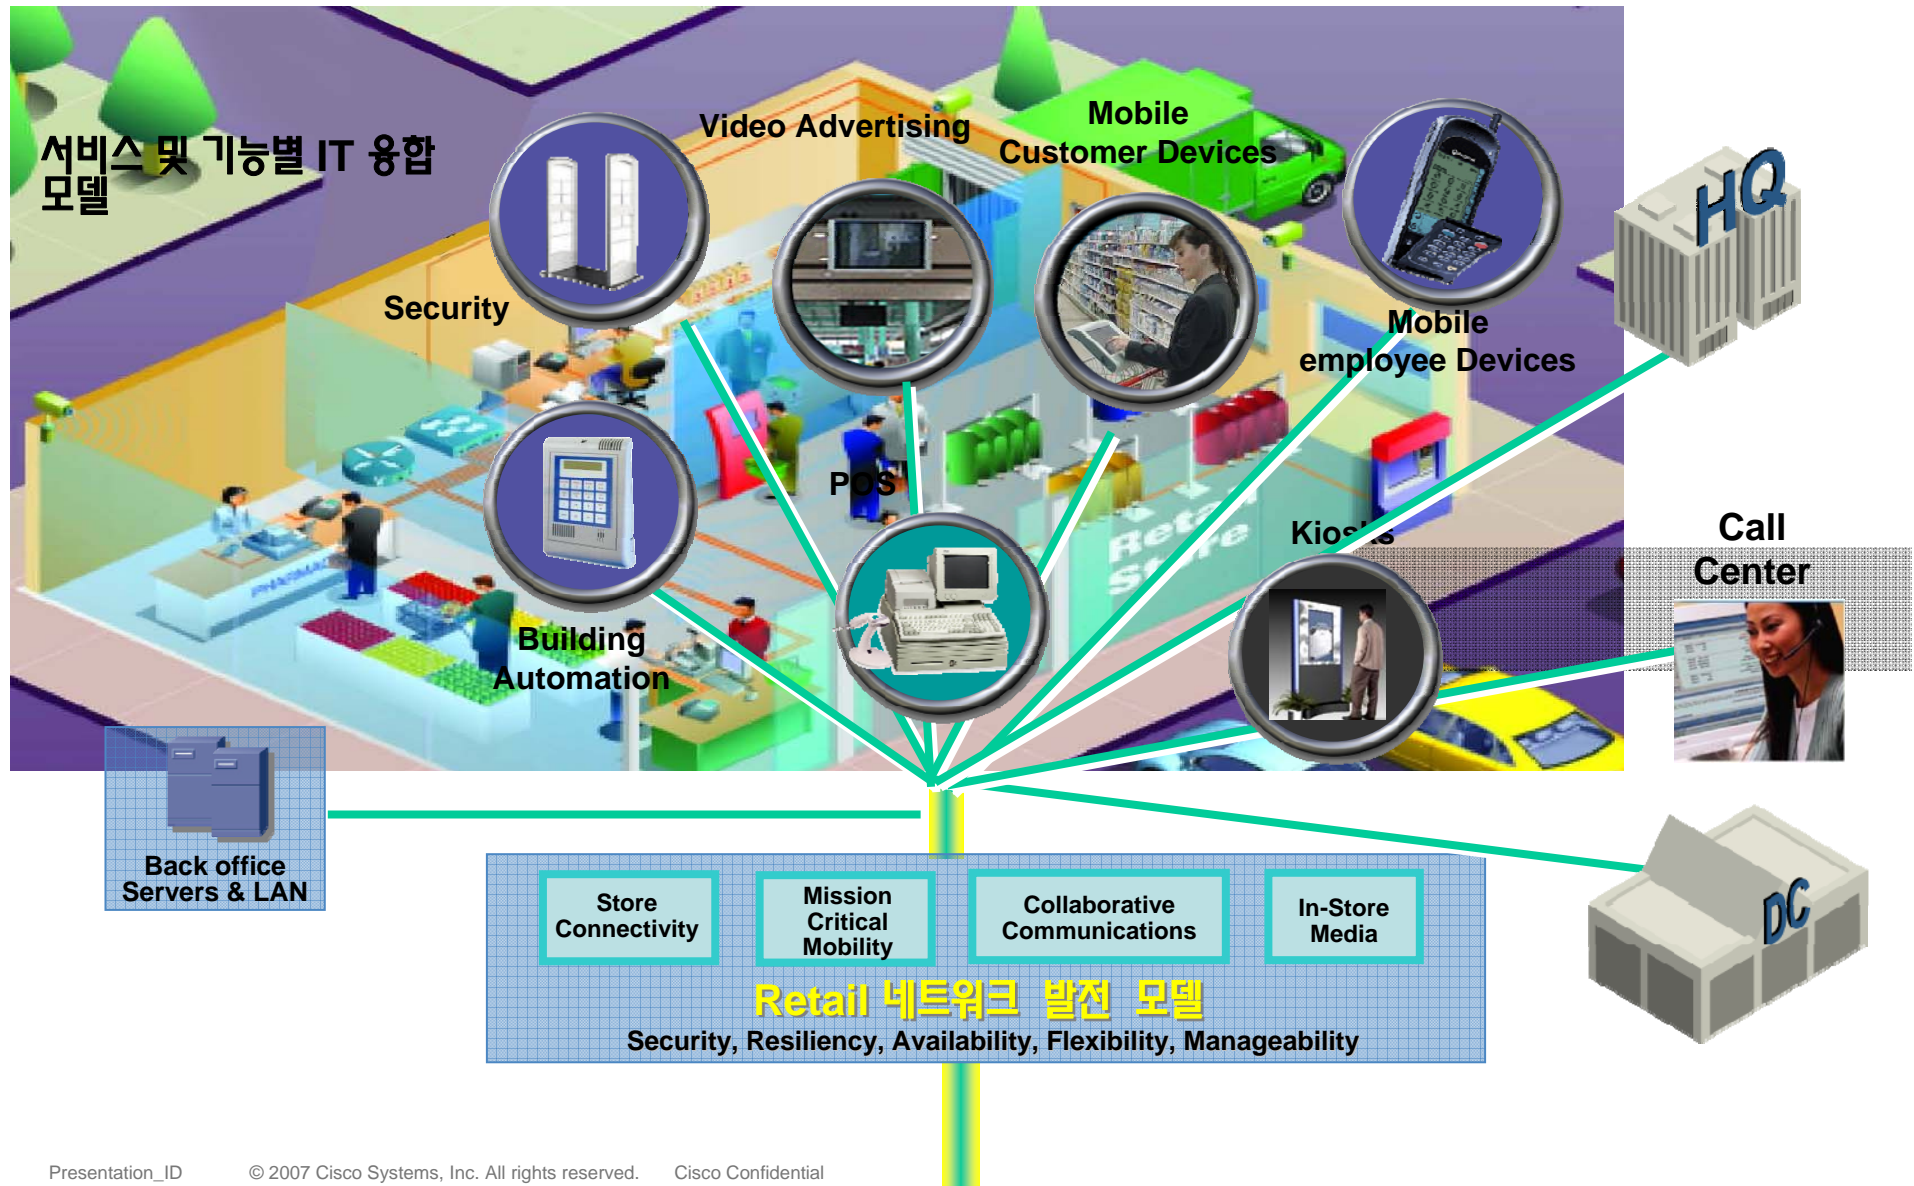 서비스 및 기능별 IT 융합
모델
Video Advertising
Mobile
Customer Devices
HQ
Security
Mobile
employee Devices
POS
Retail
Store
Kiosks
Call
Center
PHARMACY
Building
Automation
Back office
Servers & LAN
DC
Store
Connectivity
Mission
Critical
Mobility
Collaborative
Communications
In-Store
Media
Retail 네트워크 발전 모델
Security, Resiliency, Availability, Flexibility, Manageability
Presentation_ID © 2007 Cisco Systems, Inc. All rights reserved. Cisco Confidential